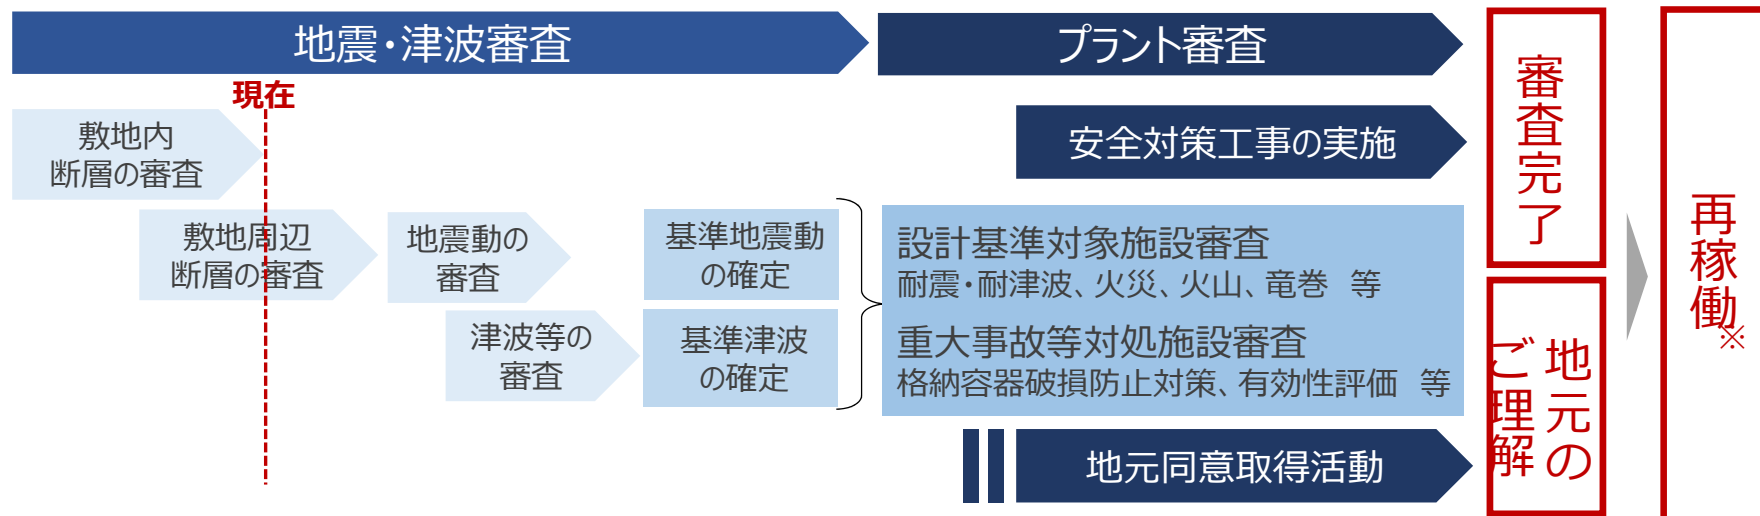 地震・津波審査
プラント審査
現在
敷地内
断層の審査
安全対策工事の実施
敷地周辺
断層の審査
地震動の
審査
基準地震動
の確定
津波等の
審査
基準津波
の確定
設計基準対象施設審査
耐震・耐津波、火災、火山、竜巻 等
重大事故等対処施設審査
格納容器破損防止対策、有効性評価 等
地元同意取得活動
審査完了
地元の
ご理解
再稼働※